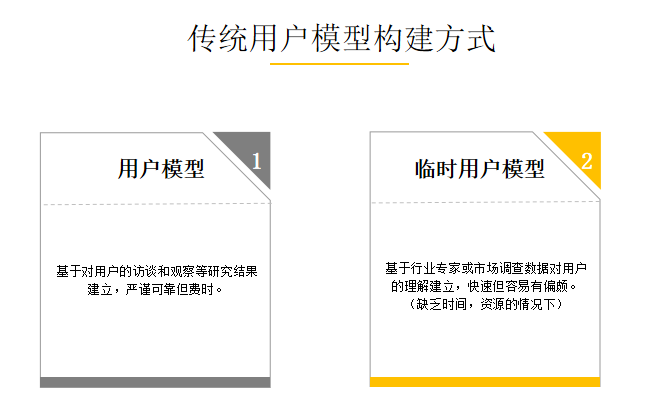 传统用户模型构建方式
1
用户模型
基于对用户的访谈和观察等研究结果
建立，严谨可靠但费时。
2
临时用户模型
基于行业专家或市场调查数据对用户
的理解建立，快速但容易有偏颇。
（缺乏时间，资源的情况下）